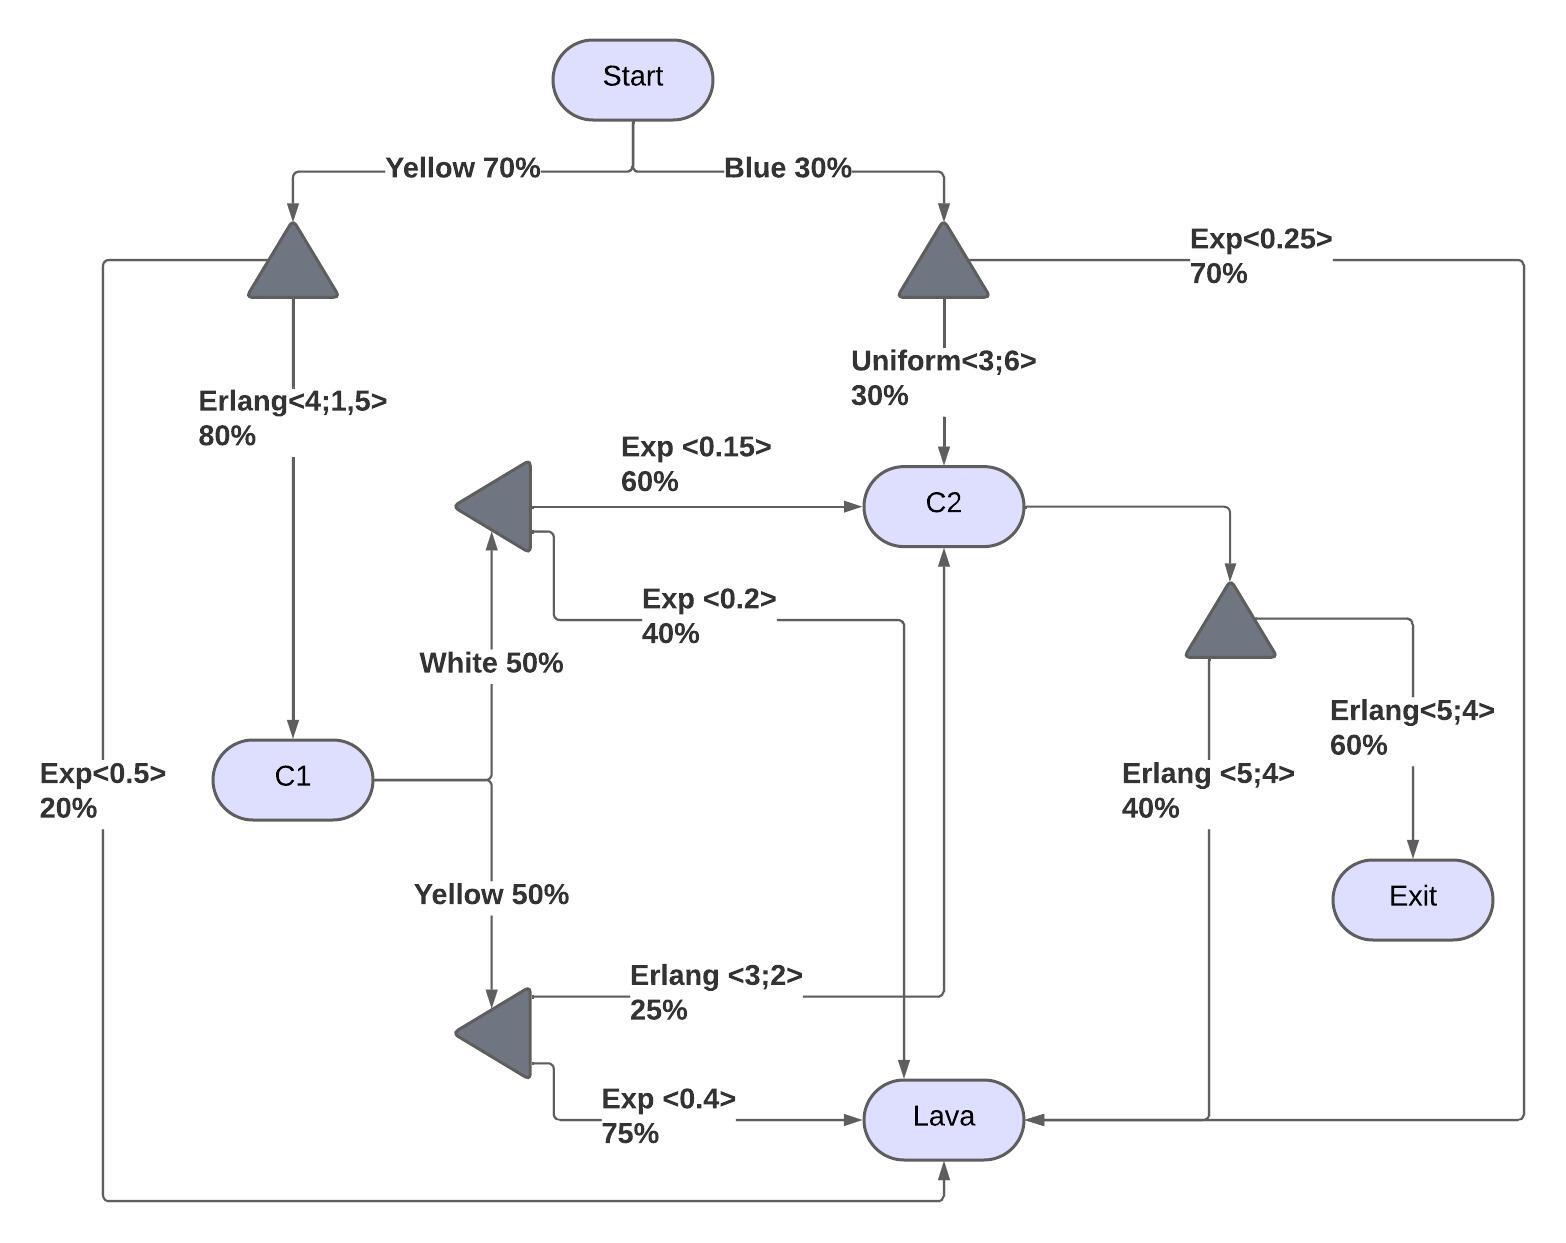 Start
Yellow 70%
Blue 30%
Exp<0.25>
70%
Uniform<3;6>
30%
Erlang<4;1,5>
80%
Exp <0.15>
60%
C2
Exp <0.2>
40%
White 50%
Erlang<5;4>
60%
Exp<0.5>
20%
C1
Erlang <5;4>
40%
Yellow 50%
Exit
Erlang <3;2>
25%
Exp <0.4>
75%
Lava